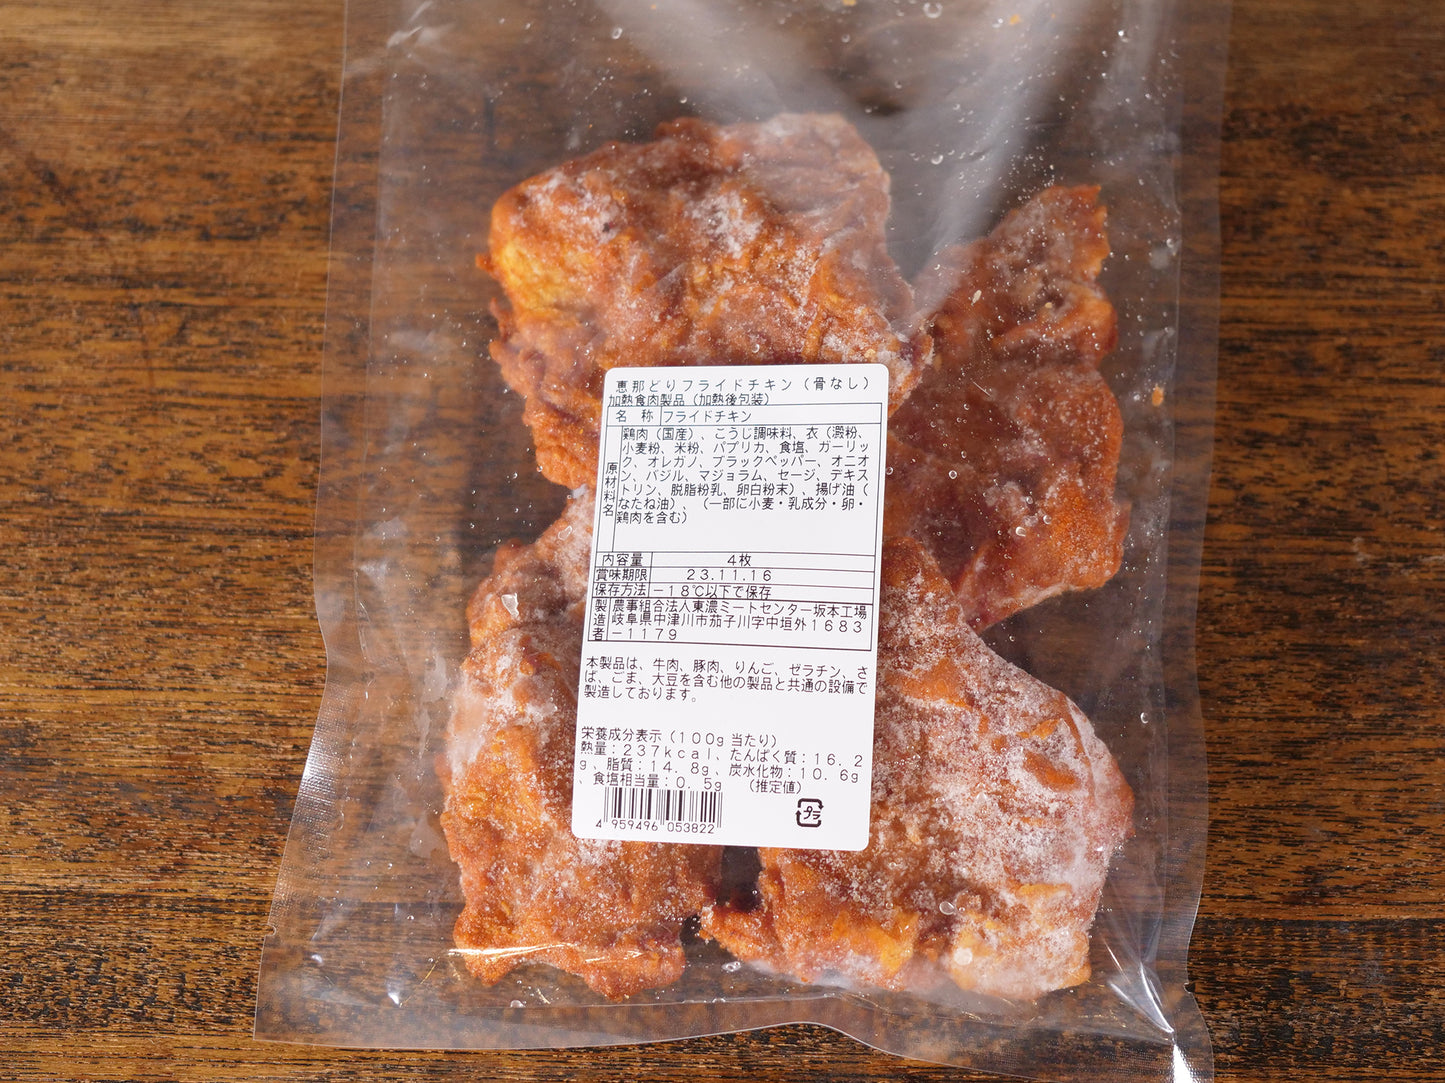 恵那どりフライドチキン（骨なし）
加熱食肉製品（加熱後包装）
名称 フライドチキン
原材料名
鶏肉（国産）、こうじ調味料、衣（澱粉、
小麦粉、米粉、パプリカ、食塩、ガーリッ
ク、オレガノ、ブラックペッパー、オニオ
ン、バジル、マジョラム、セージ、デキス
トリン、脱脂粉乳、卵白粉末）、揚げ油（
なたね油）、（一部に小麦・乳成分・卵・
鶏肉を含む）
内容量 4枚
賞味期限 23.11.16
保存方法 －18℃以下で保存
製造者
農事組合法人東濃ミートセンター坂本工場
岐阜県中津川市茄子川字中垣外1683
－1179
本製品は、牛肉、豚肉、りんご、ゼラチン、さ
ば、ごま、大豆を含む他の製品と共通の設備で
製造しております。
栄養成分表示（100g当たり）
熱量：237kcal、たんぱく質：16.2
g、脂質：14.8g、炭水化物：10.6g
、食塩相当量：0.5g （推定値）
プラ
4 959496 053822